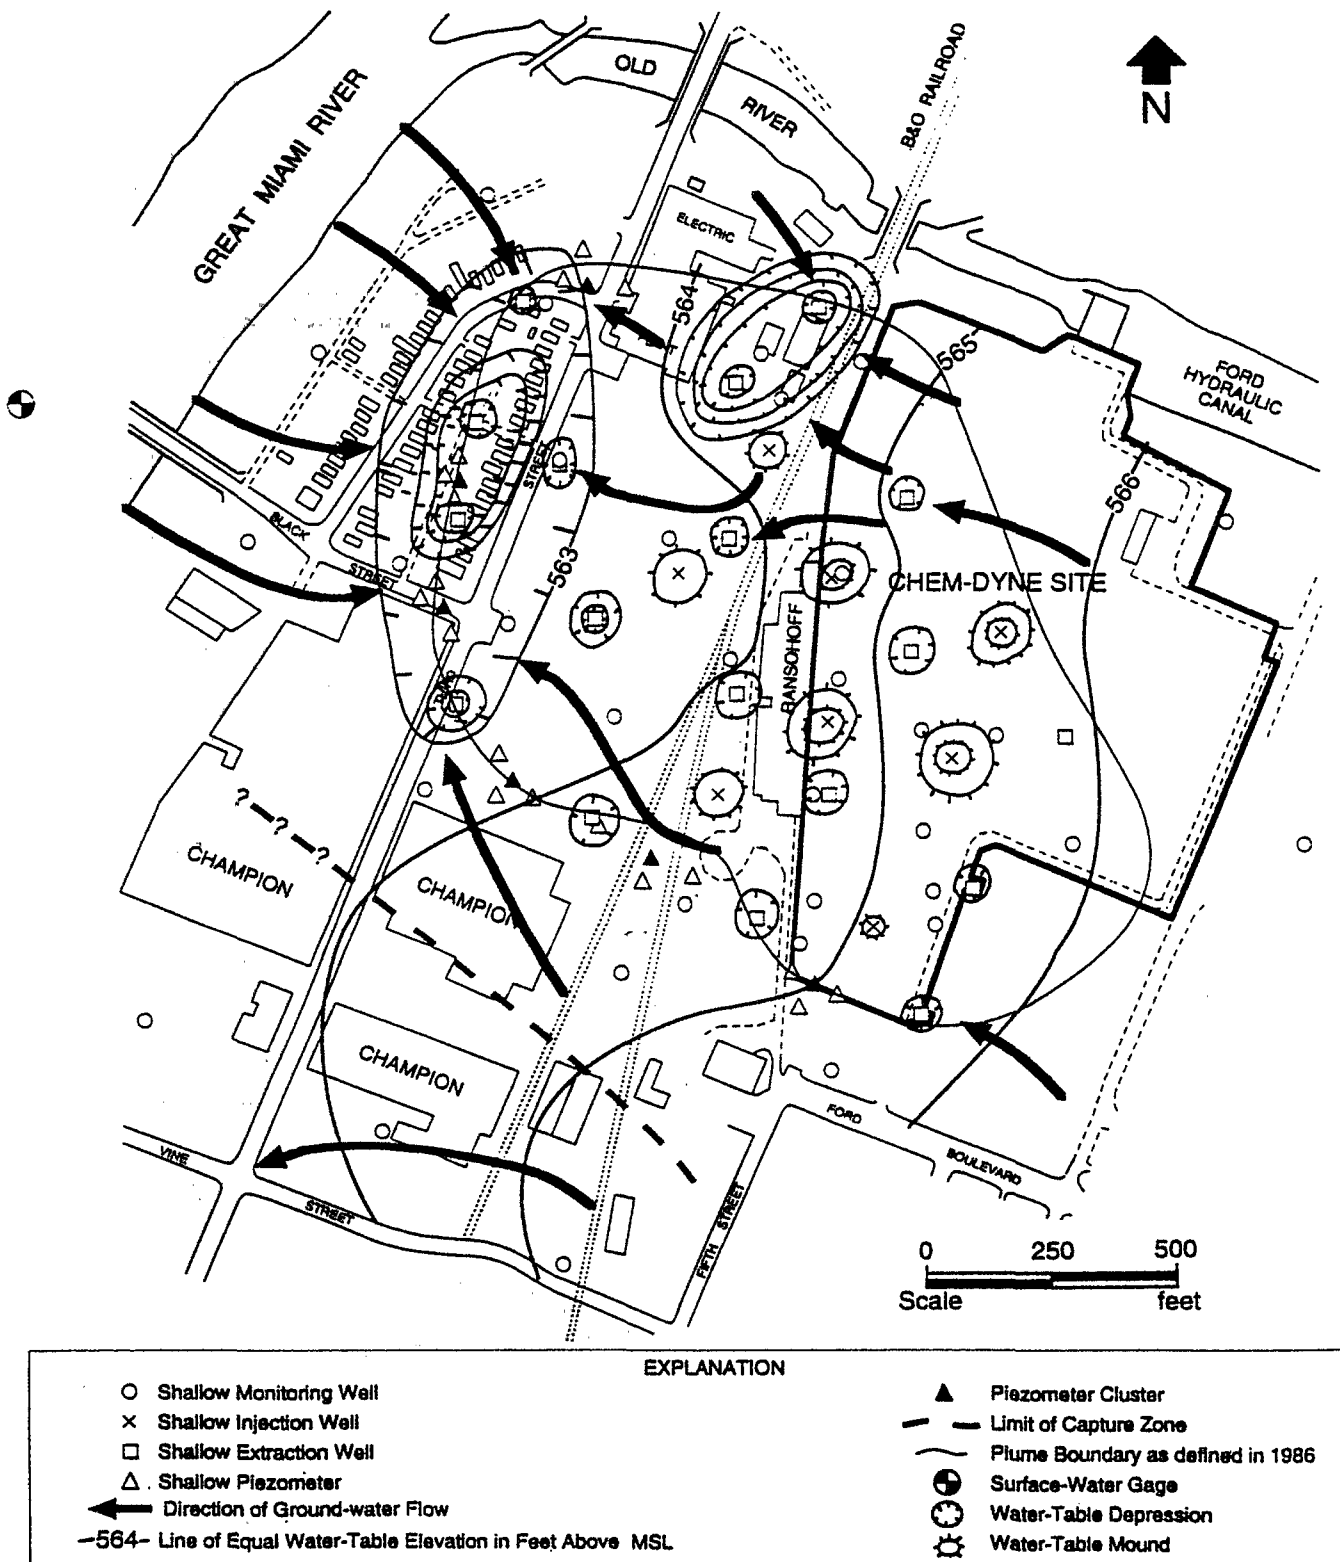 OLD
RIVER
B&O RAILROAD
N
GREAT MIAMI RIVER
ELECTRIC
564
565
FORD
HYDRAULIC
CANAL
566
STREET
BLACK
STREET
563
CHEM-DYNE SITE
RANSOHOFF
? ? ?
CHAMPION
CHAMPION
CHAMPION
FORD
BOULEVARD
VINE
STREET
FIFTH STREET
0 250 500
Scale feet
EXPLANATION
Shallow Monitoring Well
Shallow Injection Well
Shallow Extraction Well
Shallow Piezometer
Direction of Ground-water Flow
-564- Line of Equal Water-Table Elevation in Feet Above MSL
Piezometer Cluster
Limit of Capture Zone
Plume Boundary as defined in 1986
Surface-Water Gage
Water-Table Depression
Water-Table Mound